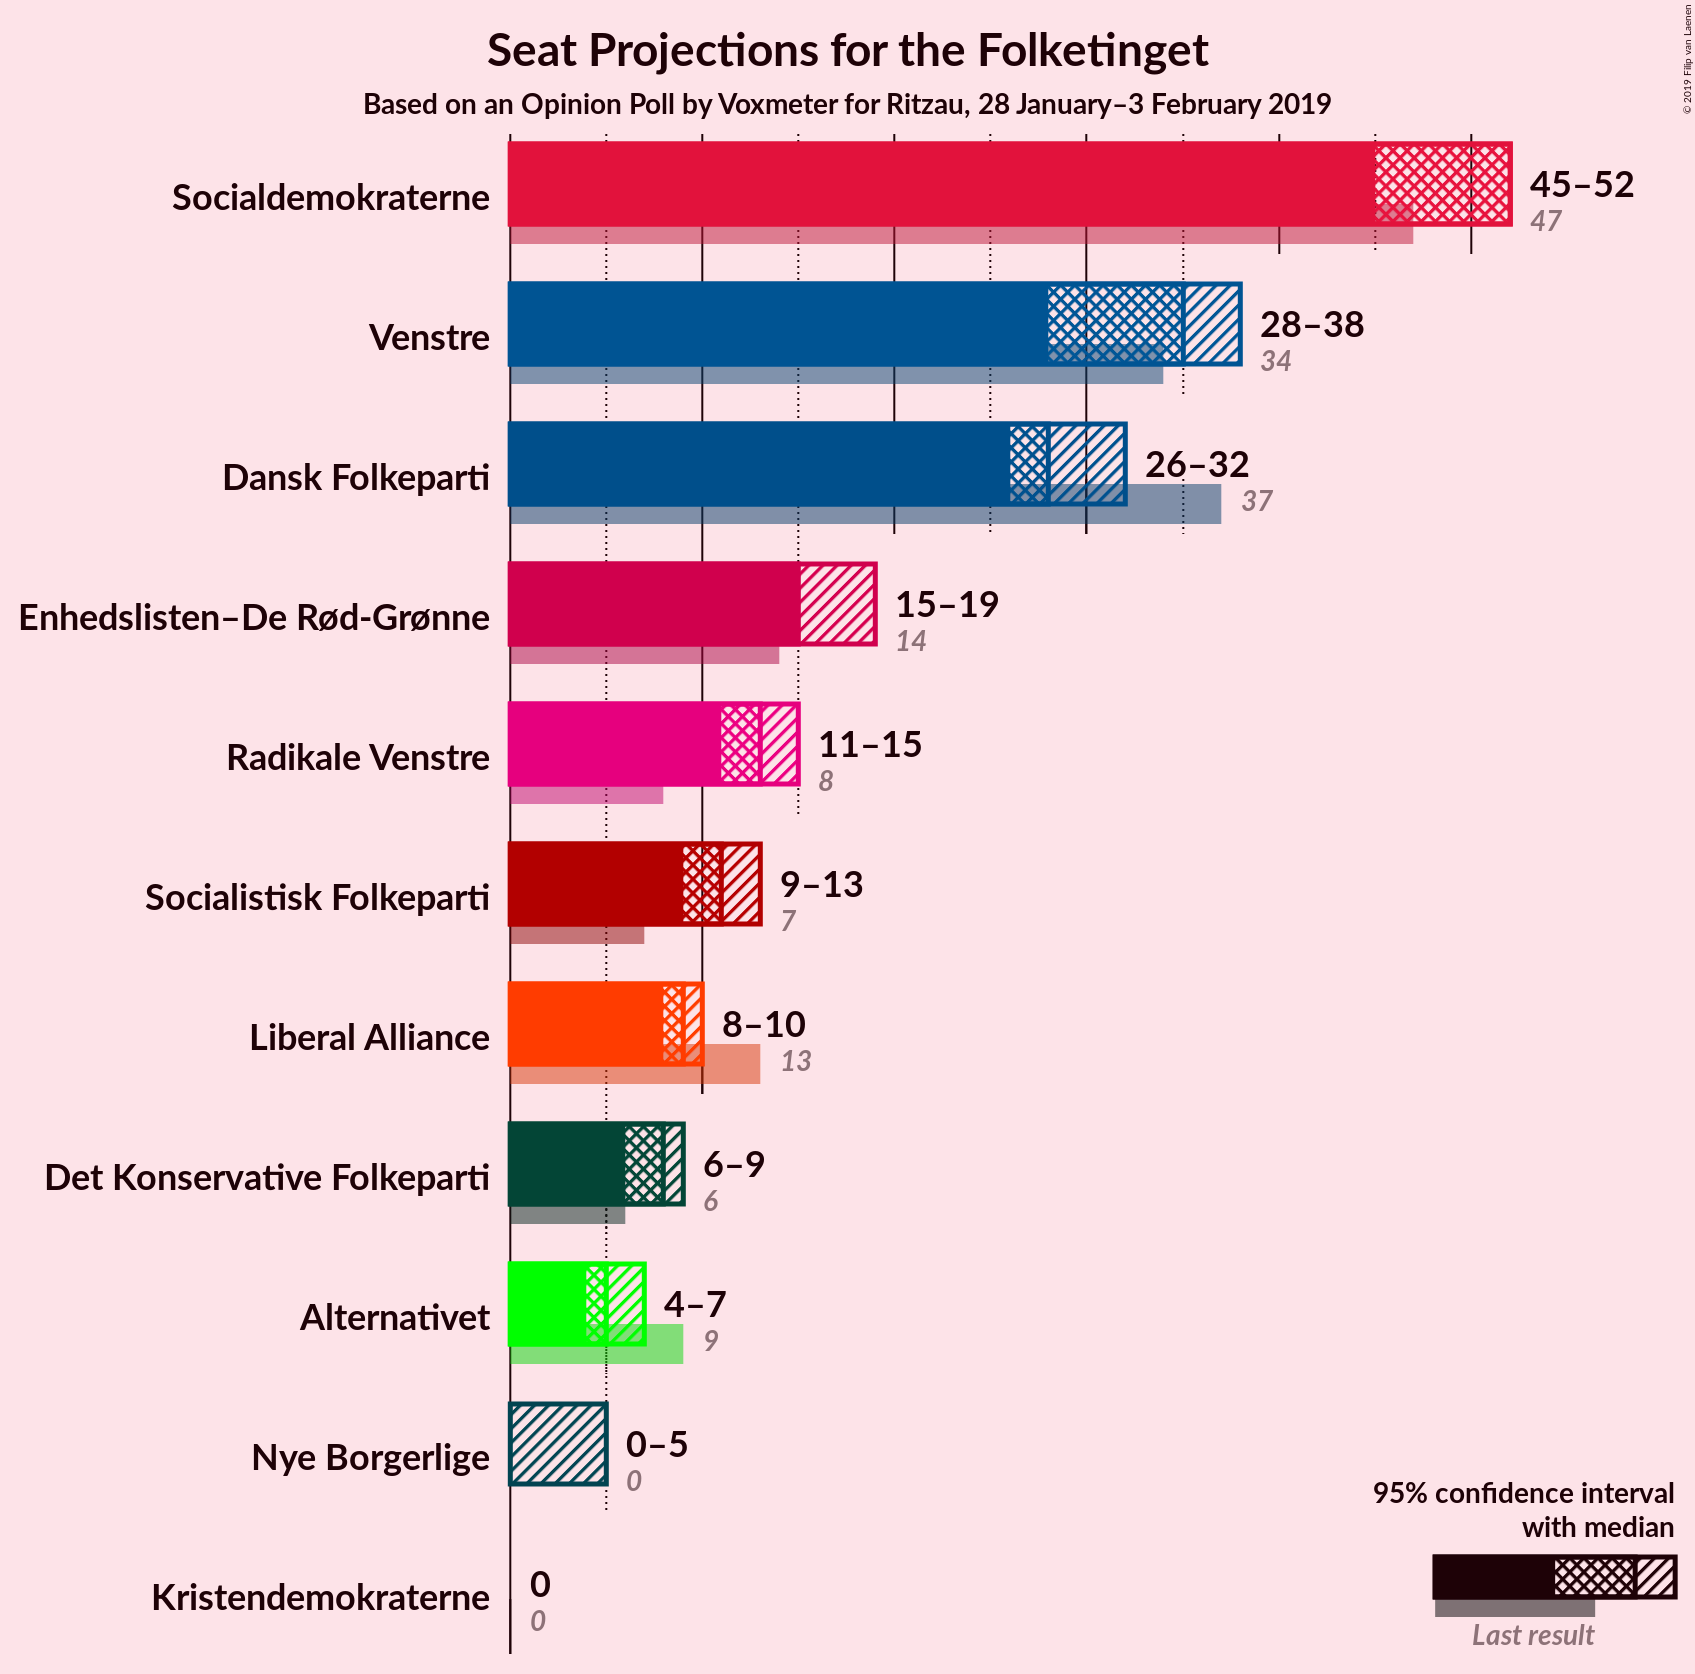 Seat Projections for the Folketinget
Based on an Opinion Poll by Voxmeter for Ritzau, 28 January–3 February 2019
© 2019 Filip van Laenen
Socialdemokraterne
45–52
47
Venstre
28–38
34
Dansk Folkeparti
26–32
37
Enhedslisten–De Rød-Grønne
15–19
14
Radikale Venstre
11–15
8
Socialistisk Folkeparti
9–13
7
Liberal Alliance
8–10
13
Det Konservative Folkeparti
6–9
6
Alternativet
4–7
9
Nye Borgerlige
0–5
0
Kristendemokraterne
0
0
95% confidence interval
with median
Last result